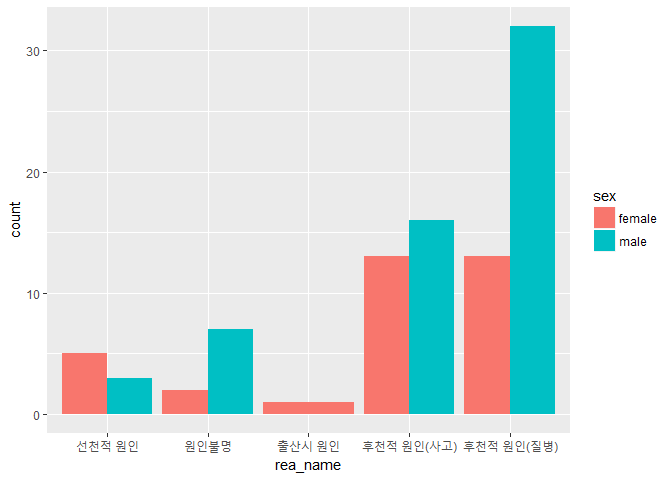 30
20
10
0
count
선천적 원인
원인불명
출산시 원인
후천적 원인(사고)
후천적 원인(질병)
rea_name
sex
female
male